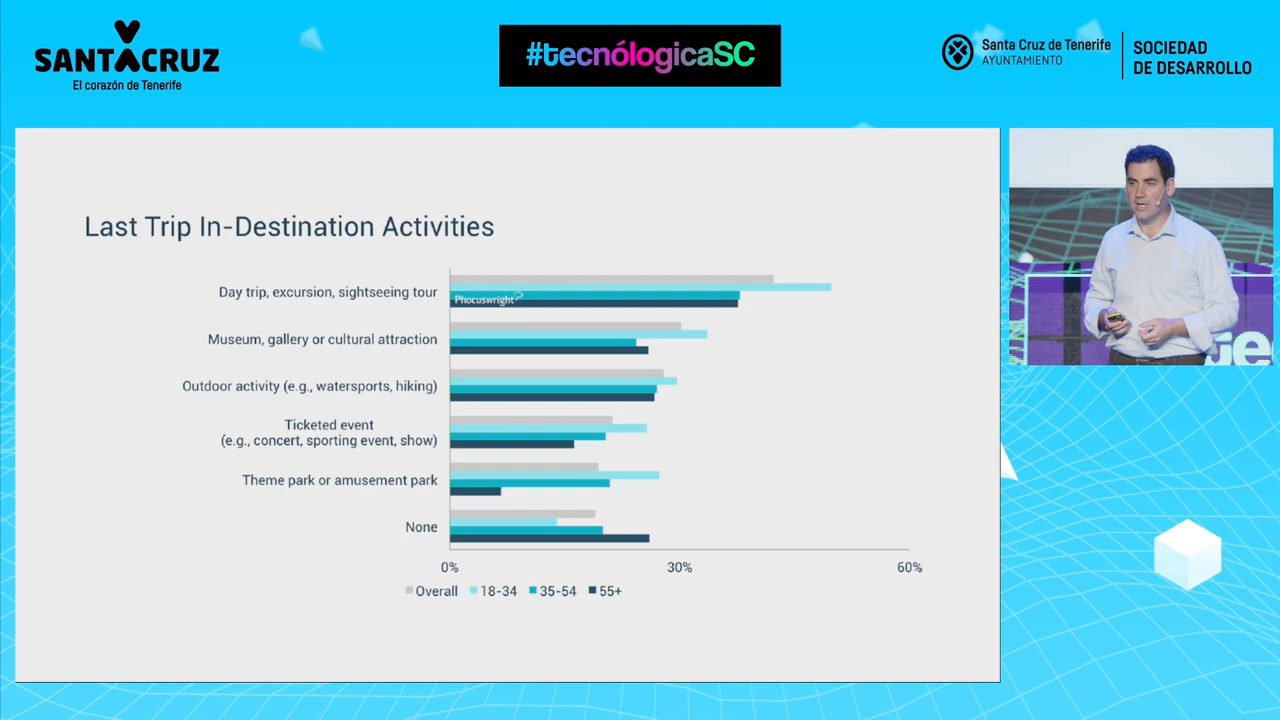 SANTACRUZ
El corazón de Tenerife
#tecnólogicaSC
Santa Cruz de Tenerife
AYUNTAMIENTO
SOCIEDAD
DE DESARROLLO
Last Trip In-Destination Activities
Day trip, excursion, sightseeing tour
Phocuswright
Museum, gallery or cultural attraction
Outdoor activity (e.g., watersports, hiking)
Ticketed event
(e.g., concert, sporting event, show)
Theme park or amusement park
None
0% 30% 60%
Overall 18-34 35-54 55+